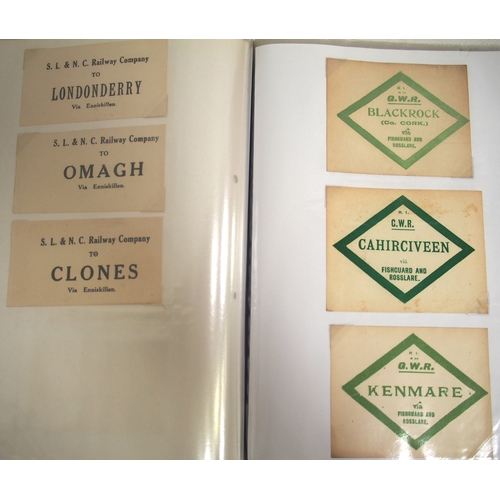 S. L. & N. C. Railway Company
TO
LONDONDERRY
Via Enniskillen.
S. L. & N. C. Railway Company
TO
OMAGH
Via Enniskillen.
S. L. & N. C. Railway Company
TO
CLONES
Via Enniskillen.
G.W.R.
BLACKROCK
(Co. CORK.)
via
FISHGUARD AND
ROSSLARE.
G.W.R.
CAHIRCIVEEN
via
FISHGUARD AND
ROSSLARE.
G.W.R.
KENMARE
via
FISHGUARD AND
ROSSLARE.